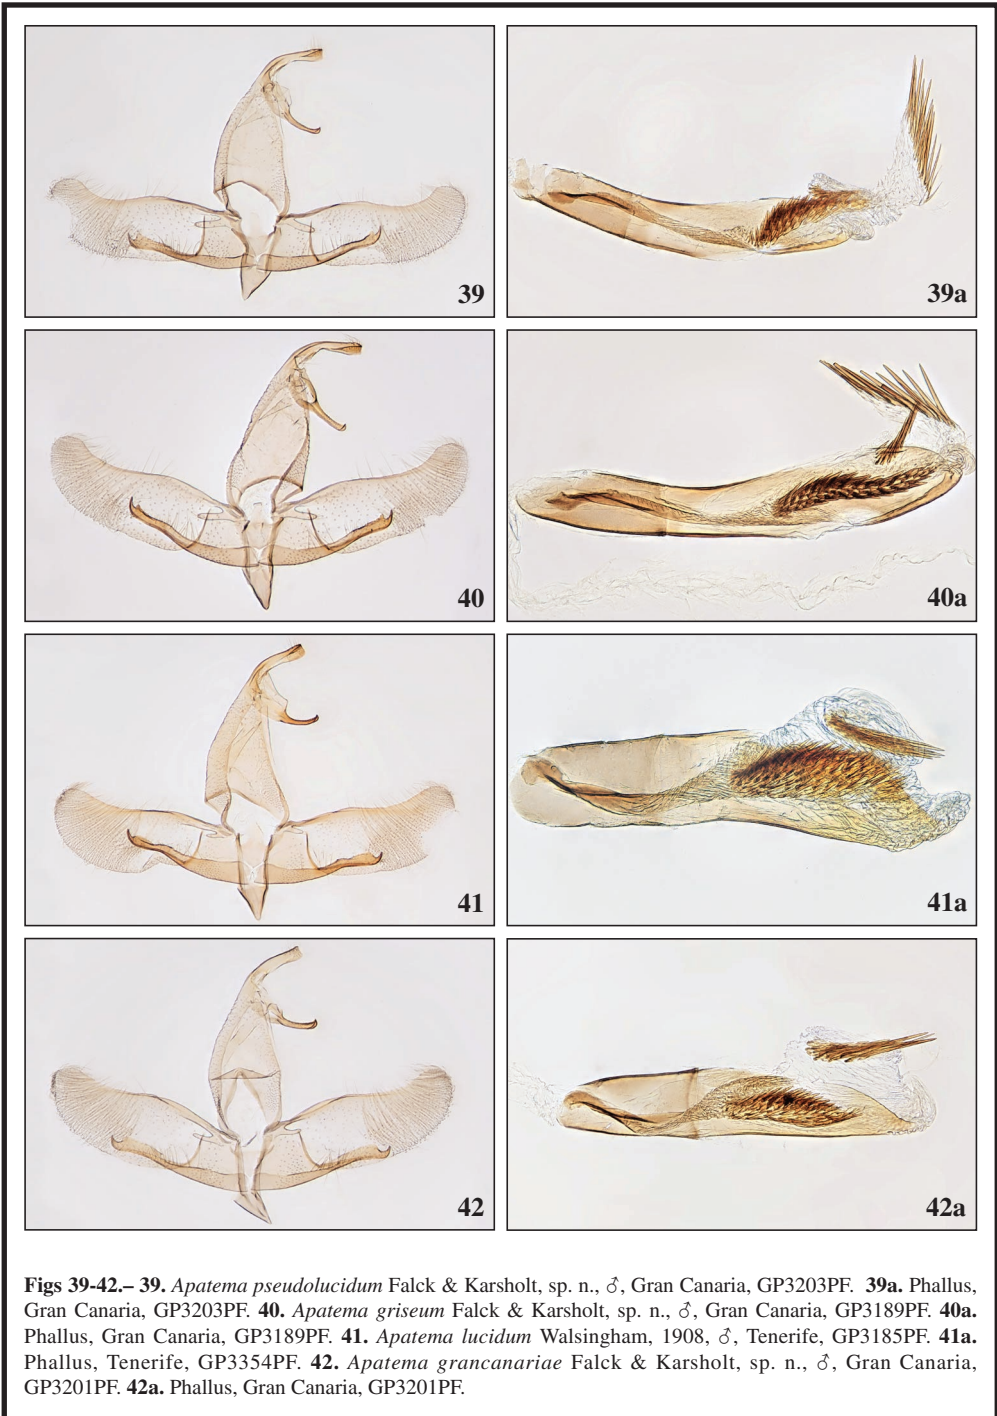 39
39a
40
40a
41
41a
42
42a
Figs 39-42.– 39. Apatema pseudolucidum Falck & Karsholt, sp. n., ♂, Gran Canaria, GP3203PF. 39a. Phallus,
Gran Canaria, GP3203PF. 40. Apatema griseum Falck & Karsholt, sp. n., ♂, Gran Canaria, GP3189PF. 40a.
Phallus, Gran Canaria, GP3189PF. 41. Apatema lucidum Walsingham, 1908, ♂, Tenerife, GP3185PF. 41a.
Phallus, Tenerife, GP3354PF. 42. Apatema grancanariae Falck & Karsholt, sp. n., ♂, Gran Canaria,
GP3201PF. 42a. Phallus, Gran Canaria, GP3201PF.